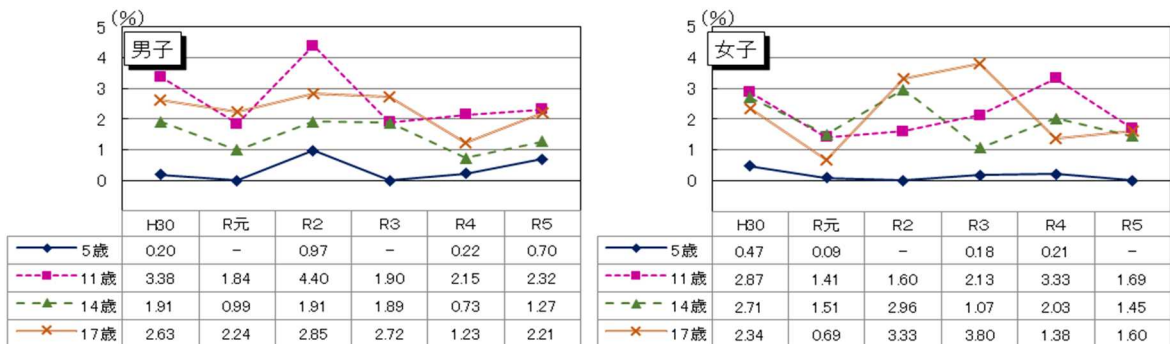 (%)
男子
5
4
3
2
1
0
H30 R元 R2 R3 R4 R5
5歳 0.20 － 0.97 － 0.22 0.70
11歳 3.38 1.84 4.40 1.90 2.15 2.32
14歳 1.91 0.99 1.91 1.89 0.73 1.27
17歳 2.63 2.24 2.85 2.72 1.23 2.21
(%)
女子
5
4
3
2
1
0
H30 R元 R2 R3 R4 R5
5歳 0.47 0.09 － 0.18 0.21 －
11歳 2.87 1.41 1.60 2.13 3.33 1.69
14歳 2.71 1.51 2.96 1.07 2.03 1.45
17歳 2.34 0.69 3.33 3.80 1.38 1.60